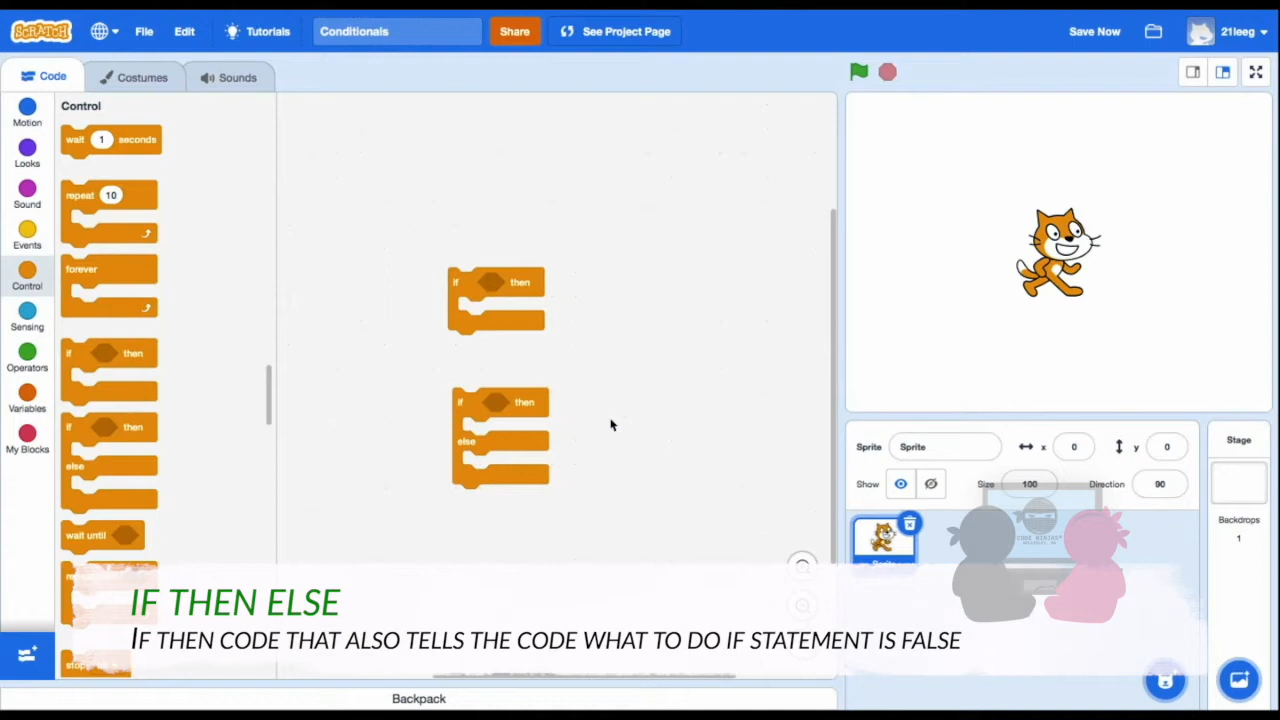 SCRATCH File Edit Tutorials Conditionals Share See Project Page Save Now 21leeg
Code Costumes Sounds
Motion
Looks
Sound
Events
Control
Sensing
Operators
Variables
My Blocks
Control
wait 1 seconds
repeat 10
forever
if then
if then
else
wait until
if then
if then
else
Sprite Sprite x 0 y 0
Show Size 100 Direction 90
Stage
Backdrops
1
CODE NINJAS
IF THEN ELSE
IF THEN CODE THAT ALSO TELLS THE CODE WHAT TO DO IF STATEMENT IS FALSE
Backpack